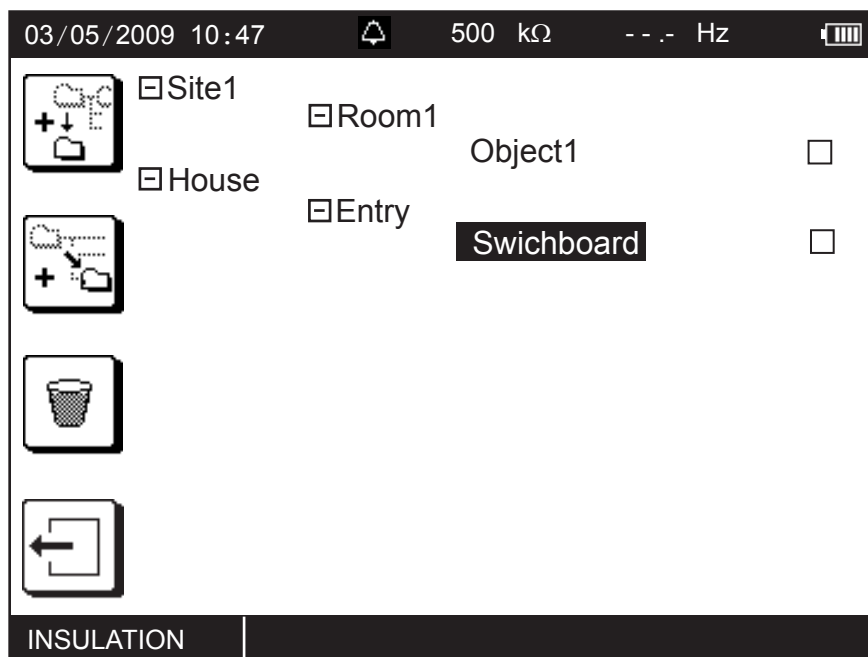 03/05/2009 10:47 500 kΩ - - .- Hz
Site1
Room1
Object1
House
Entry
Swichboard
INSULATION